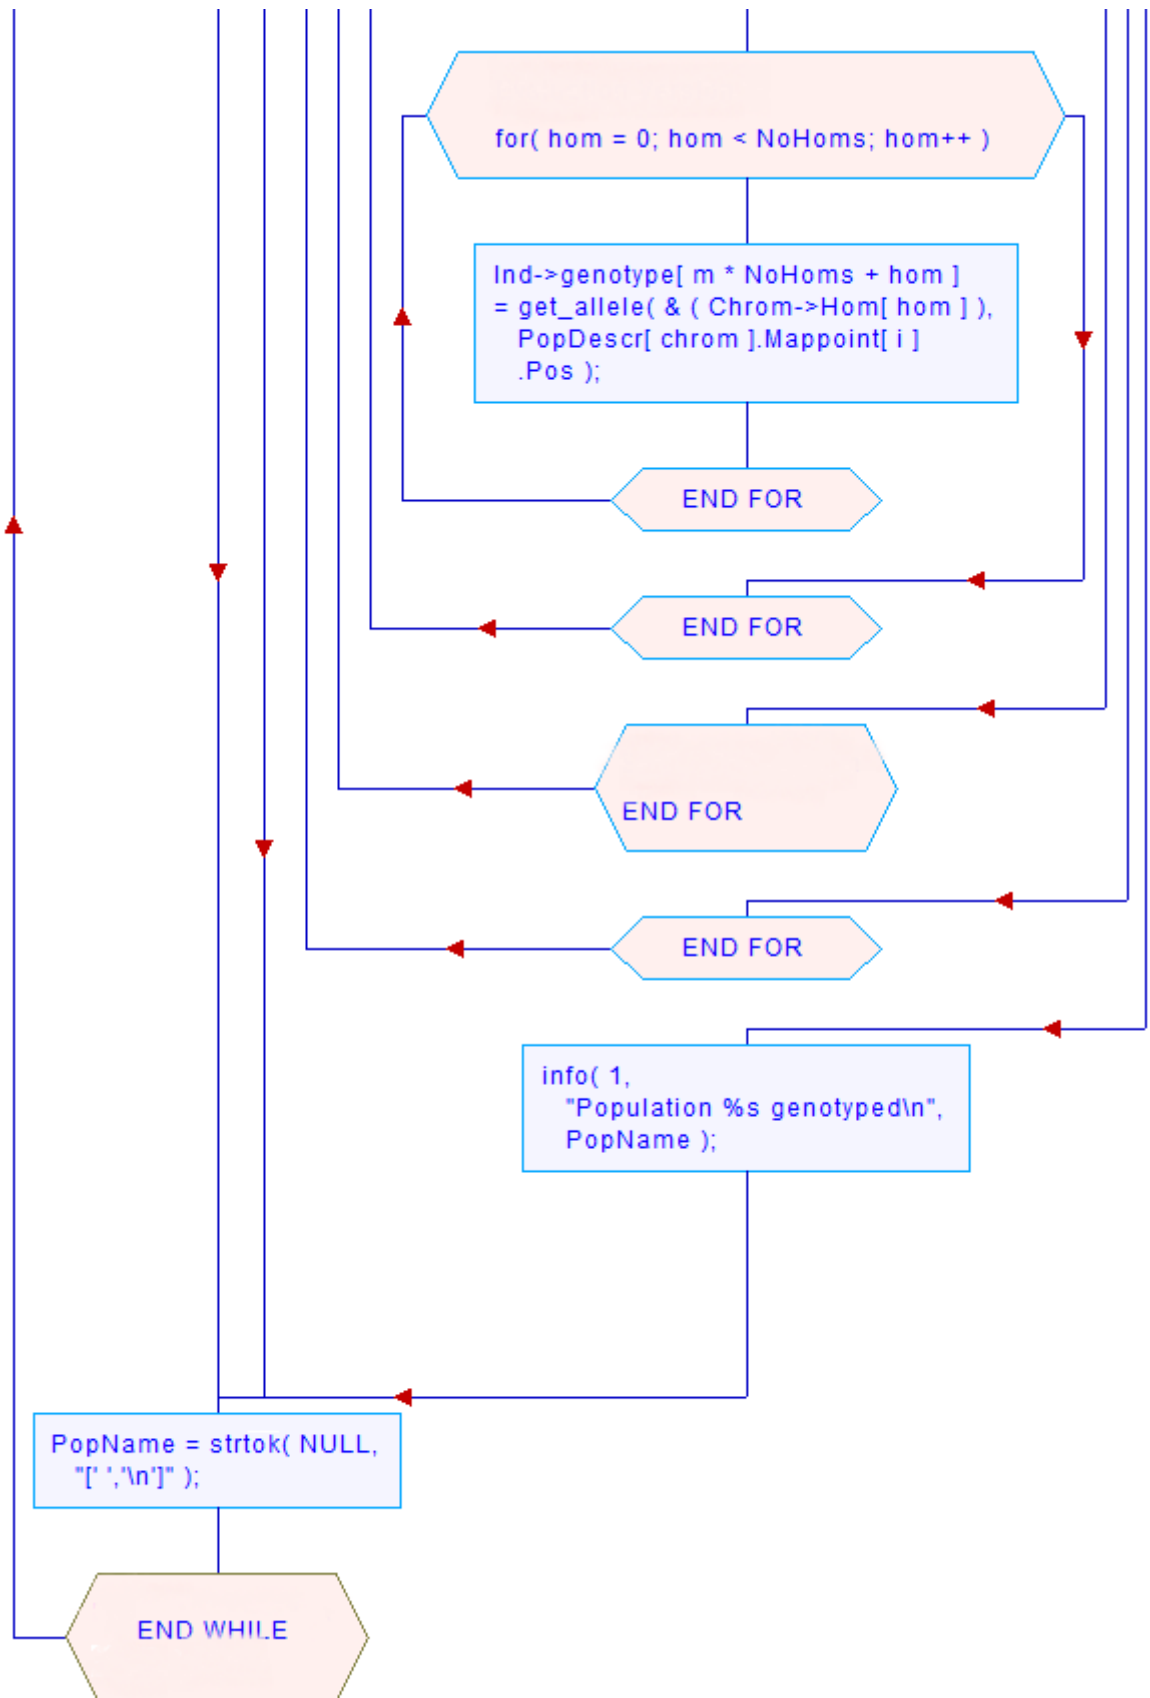 for( hom = 0; hom < NoHoms; hom++ )
Ind->genotype[ m * NoHoms + hom ]
= get_allele( & ( Chrom->Hom[ hom ] ),
PopDescr[ chrom ].Mappoint[ i ]
.Pos );
END FOR
END FOR
END FOR
END FOR
info( 1,
"Population %s genotyped\n",
PopName );
PopName = strtok( NULL,
"[' ','\n']" );
END WHILE